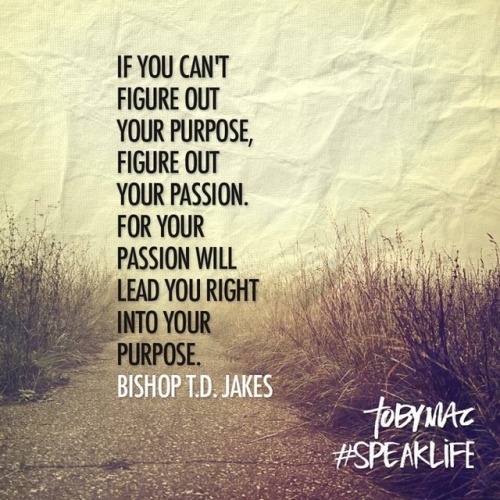 IF YOU CAN'T
FIGURE OUT
YOUR PURPOSE,
FIGURE OUT
YOUR PASSION.
FOR YOUR
PASSION WILL
LEAD YOU RIGHT
INTO YOUR
PURPOSE.
BISHOP T.D. JAKES
TOBYMAC
#SPEAKLIFE